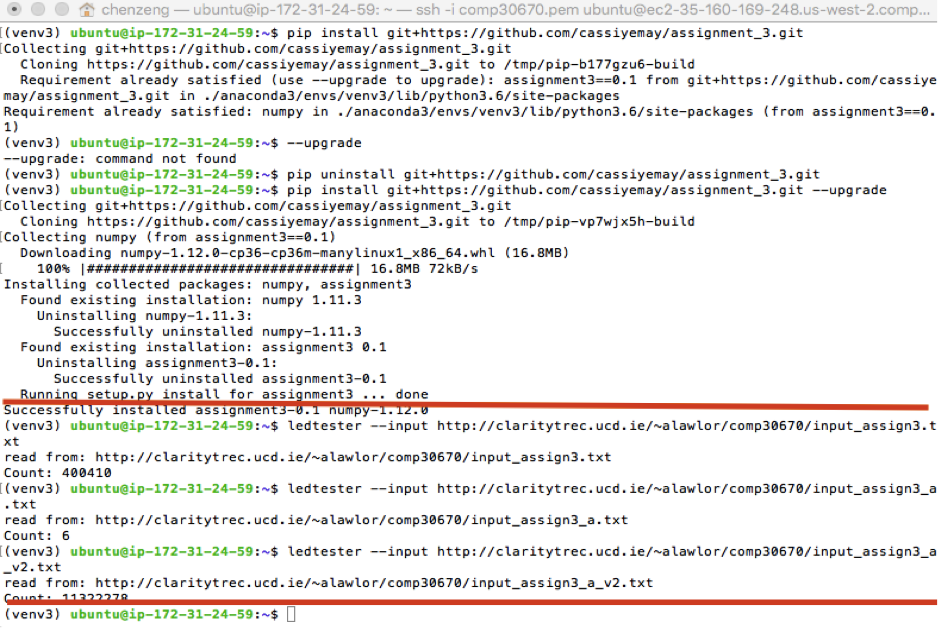 chenzeng — ubuntu@ip-172-31-24-59: ~ — ssh -i comp30670.pem ubuntu@ec2-35-160-169-248.us-west-2.comp...
[(venv3) ubuntu@ip-172-31-24-59:~$ pip install git+https://github.com/cassiyemay/assignment_3.git
[Collecting git+https://github.com/cassiyemay/assignment_3.git
Cloning https://github.com/cassiyemay/assignment_3.git to /tmp/pip-b177gzu6-build
Requirement already satisfied (use --upgrade to upgrade): assignment3==0.1 from git+https://github.com/cassiye
may/assignment_3.git in ./anaconda3/envs/venv3/lib/python3.6/site-packages
Requirement already satisfied: numpy in ./anaconda3/envs/venv3/lib/python3.6/site-packages (from assignment3==0.
1)
(venv3) ubuntu@ip-172-31-24-59:~$ --upgrade
--upgrade: command not found
(venv3) ubuntu@ip-172-31-24-59:~$ pip uninstall git+https://github.com/cassiyemay/assignment_3.git
(venv3) ubuntu@ip-172-31-24-59:~$ pip install git+https://github.com/cassiyemay/assignment_3.git --upgrade
[Collecting git+https://github.com/cassiyemay/assignment_3.git
Cloning https://github.com/cassiyemay/assignment_3.git to /tmp/pip-vp7wjx5h-build
[Collecting numpy (from assignment3==0.1)
Downloading numpy-1.12.0-cp36-cp36m-manylinux1_x86_64.whl (16.8MB)
[ 100% |################################| 16.8MB 72kB/s
Installing collected packages: numpy, assignment3
Found existing installation: numpy 1.11.3
Uninstalling numpy-1.11.3:
Successfully uninstalled numpy-1.11.3
Found existing installation: assignment3 0.1
Uninstalling assignment3-0.1:
Successfully uninstalled assignment3-0.1
Running setup.py install for assignment3 ... done
Successfully installed assignment3-0.1 numpy-1.12.0
(venv3) ubuntu@ip-172-31-24-59:~$ ledtester --input http://claritytrec.ucd.ie/~alawlor/comp30670/input_assign3.t
xt
read from: http://claritytrec.ucd.ie/~alawlor/comp30670/input_assign3.txt
Count: 400410
[(venv3) ubuntu@ip-172-31-24-59:~$ ledtester --input http://claritytrec.ucd.ie/~alawlor/comp30670/input_assign3_a
.txt
read from: http://claritytrec.ucd.ie/~alawlor/comp30670/input_assign3_a.txt
Count: 6
[(venv3) ubuntu@ip-172-31-24-59:~$ ledtester --input http://claritytrec.ucd.ie/~alawlor/comp30670/input_assign3_a
_v2.txt
read from: http://claritytrec.ucd.ie/~alawlor/comp30670/input_assign3_a_v2.txt
Count: 11322278
(venv3) ubuntu@ip-172-31-24-59:~$